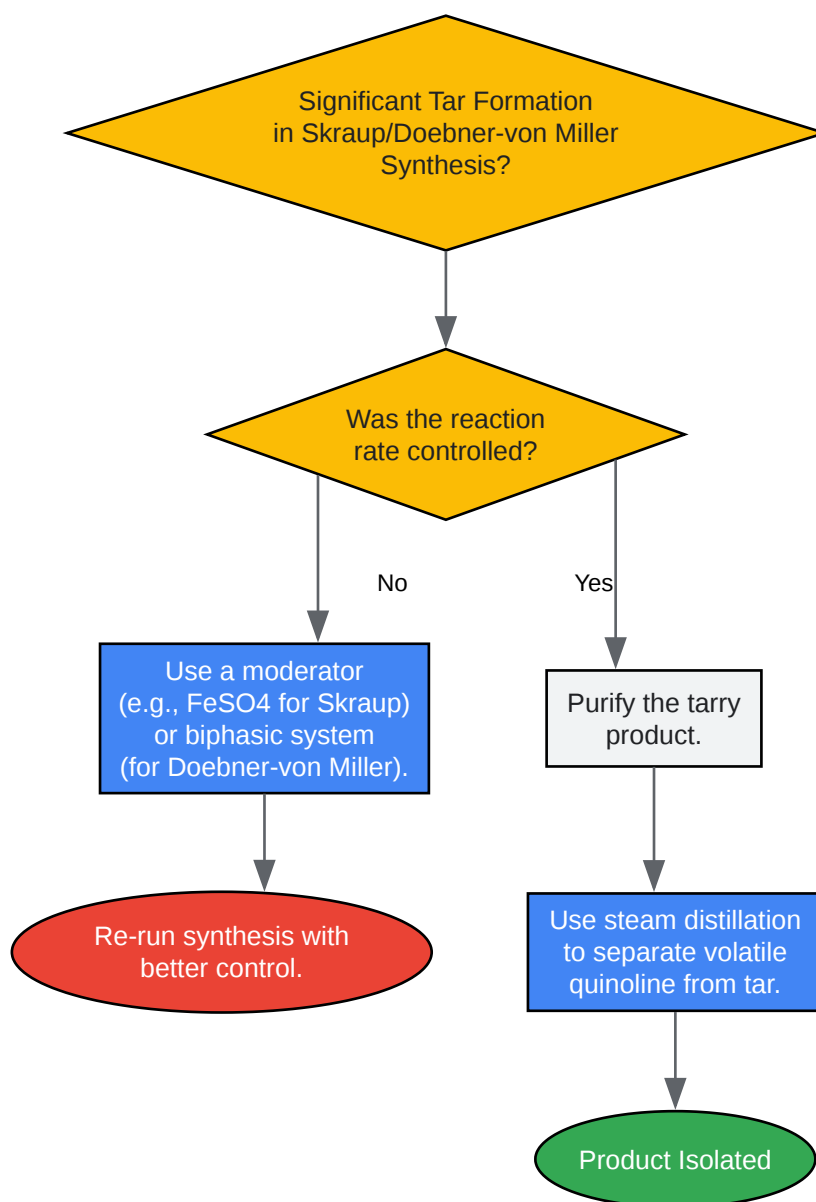 Significant Tar Formation
in Skraup/Doebner-von Miller
Synthesis?
Was the reaction
rate controlled?
No
Yes
Use a moderator
(e.g., FeSO4 for Skraup)
or biphasic system
(for Doebner-von Miller).
Purify the tarry
product.
Re-run synthesis with
better control.
Use steam distillation
to separate volatile
quinoline from tar.
Product Isolated